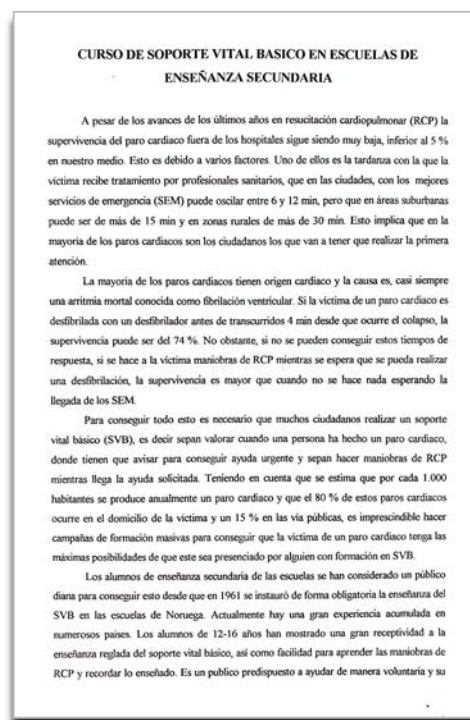 CURSO DE SOPORTE VITAL BASICO EN ESCUELAS DE
ENSEÑANZA SECUNDARIA
A pesar de los avances de los últimos años en resucitación cardiopulmonar (RCP) la
supervivencia del paro cardiaco fuera de los hospitales sigue siendo muy baja, inferior al 5 %
en nuestro medio. Esto es debido a varios factores. Uno de ellos es la tardanza con la que la
víctima recibe tratamiento por profesionales sanitarios, que en las ciudades, con los mejores
servicios de emergencia (SEM) puede oscilar entre 6 y 12 min, pero que en áreas suburbanas
puede ser de más de 15 min y en zonas rurales de más de 30 min. Esto implica que en la
mayoría de los paros cardiacos son los ciudadanos los que van a tener que realizar la primera
atención.
La mayoría de los paros cardiacos tienen origen cardiaco y la causa es, casi siempre
una arritmia mortal conocida como fibrilación ventricular. Si la víctima de un paro cardiaco es
desfibrilada con un desfibrilador antes de transcurridos 4 min desde que ocurre el colapso, la
supervivencia puede ser del 74 %. No obstante, si no se pueden conseguir estos tiempos de
respuesta, si se hace a la víctima maniobras de RCP mientras se espera que se pueda realizar
una desfibrilación, la supervivencia es mayor que cuando no se hace nada esperando la
llegada de los SEM.
Para conseguir todo esto es necesario que muchos ciudadanos realizar un soporte
vital básico (SVB), es decir sepan valorar cuando una persona ha hecho un paro cardiaco,
donde tienen que avisar para conseguir ayuda urgente y sepan hacer maniobras de RCP
mientras llega la ayuda solicitada. Teniendo en cuenta que se estima que por cada 1.000
habitantes se produce anualmente un paro cardiaco y que el 80 % de estos paros cardiacos
ocurre en el domicilio de la víctima y un 15 % en las vía públicas, es imprescindible hacer
campañas de formación masivas para conseguir que la víctima de un paro cardiaco tenga las
máximas posibilidades de que este sea presenciado por alguien con formación en SVB.
Los alumnos de enseñanza secundaria de las escuelas se han considerado un público
diana para conseguir esto desde que en 1961 se instauró de forma obligatoria la enseñanza del
SVB en las escuelas de Noruega. Actualmente hay una gran experiencia acumulada en
numerosos países. Los alumnos de 12-16 años han mostrado una gran receptividad a la
enseñanza reglada del soporte vital básico, así como facilidad para aprender las maniobras de
RCP y recordar lo enseñado. Es un publico predispuesto a ayudar de manera voluntaria y su